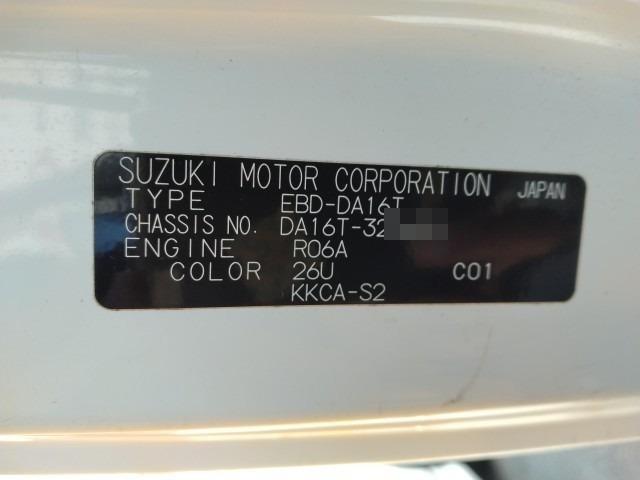 SUZUKI MOTOR CORPORATION JAPAN
TYPE EBD-DA16T
CHASSIS NO. DA16T-32
ENGINE R06A
COLOR 26U C01
KKCA-S2